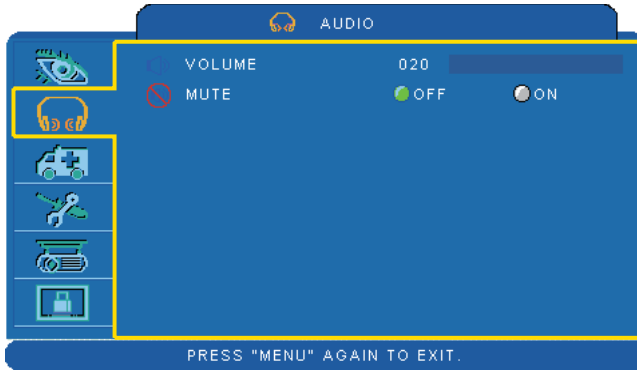 AUDIO
VOLUME 020
MUTE OFF ON
PRESS "MENU" AGAIN TO EXIT.